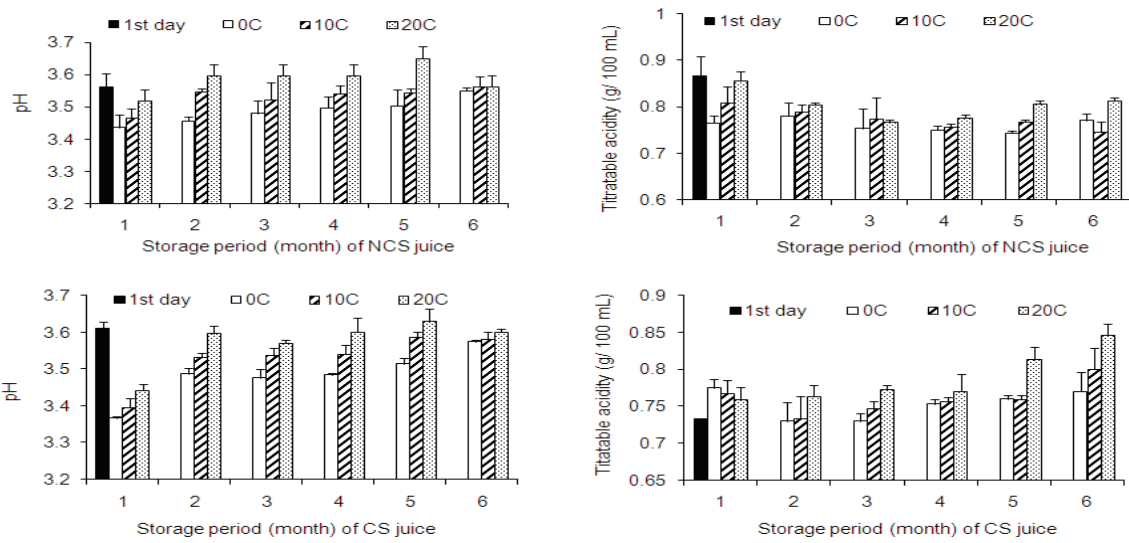 1st day 0C 10C 20C
3.7
3.6
3.5
3.4
3.3
3.2
pH
1 2 3 4 5 6
Storage period (month) of NCS juice
1st day 0C 10C 20C
1
0.9
0.8
0.7
0.6
Titratable acidity (g/ 100 mL)
1 2 3 4 5 6
Storage period (month) of NCS juice
1st day 0C 10C 20C
3.7
3.6
3.5
3.4
3.3
3.2
pH
1 2 3 4 5 6
Storage period (month) of CS juice
1st day 0C 10C 20C
0.9
0.85
0.8
0.75
0.7
0.65
Titatable acidity (g/ 100 mL)
1 2 3 4 5 6
Storage period (month) of CS juice